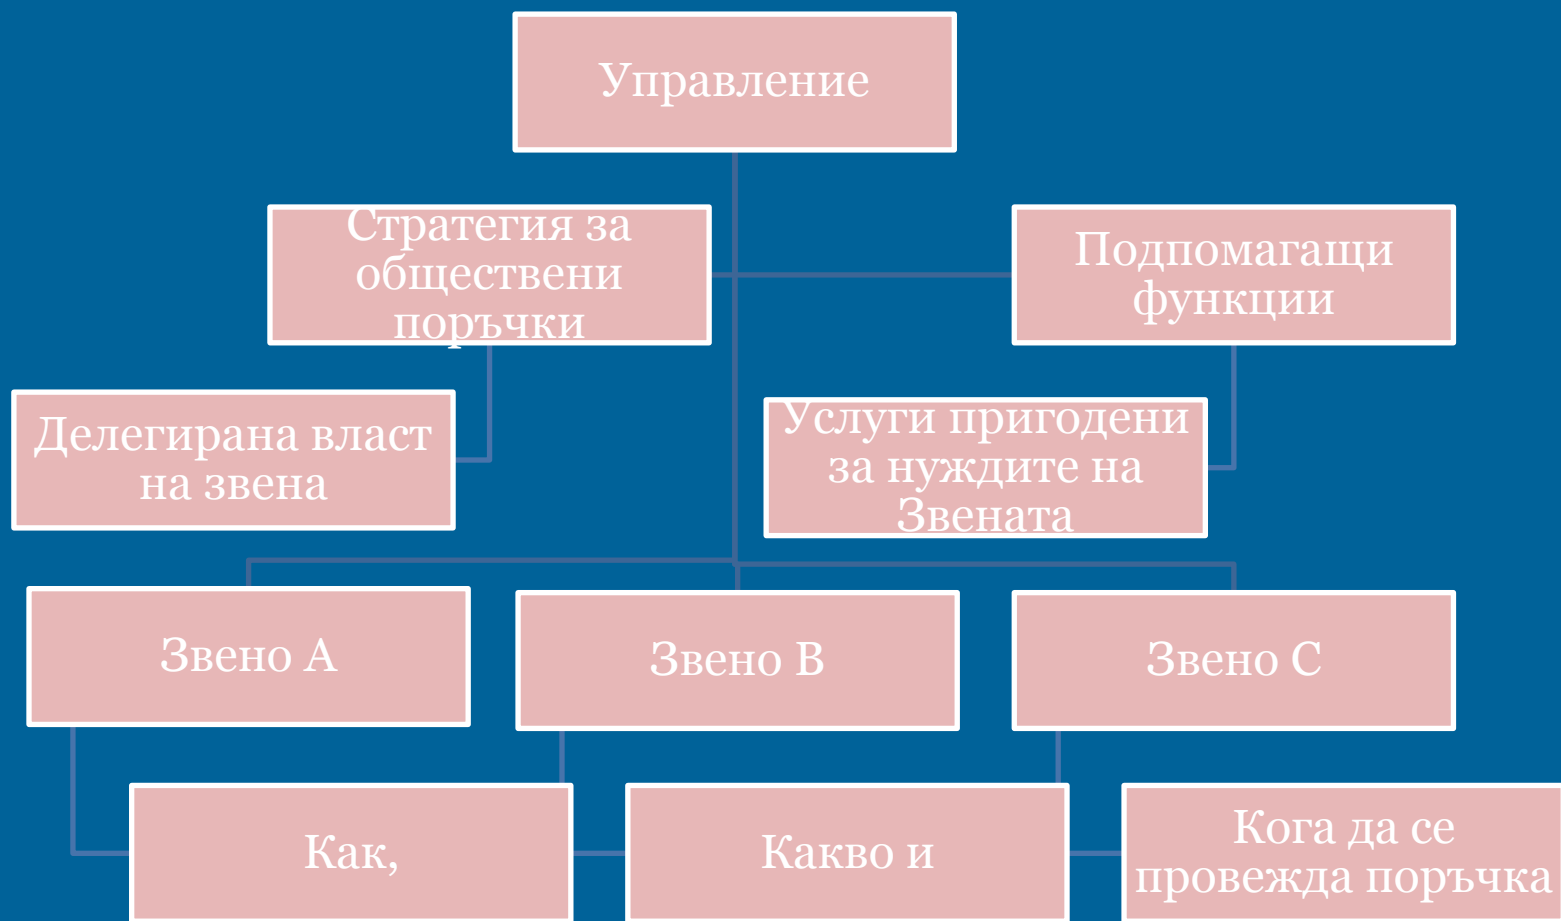 Управление
Стратегия за
обществени
поръчки
Подпомагащи
функции
Делегирана власт
на звена
Услуги пригодени
за нуждите на
Звената
Звено А
Звено В
Звено С
Как,
Какво и
Кога да се
провежда поръчка